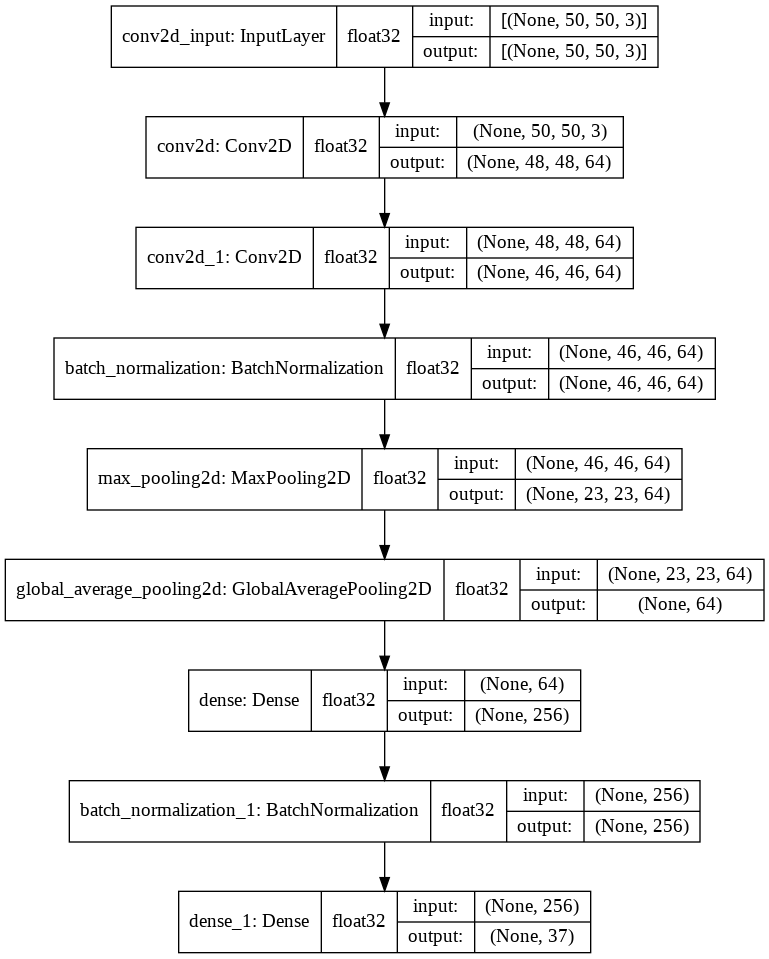 conv2d_input: InputLayer float32 input: [(None, 50, 50, 3)]
output: [(None, 50, 50, 3)]
conv2d: Conv2D float32 input: (None, 50, 50, 3)
output: (None, 48, 48, 64)
conv2d_1: Conv2D float32 input: (None, 48, 48, 64)
output: (None, 46, 46, 64)
batch_normalization: BatchNormalization float32 input: (None, 46, 46, 64)
output: (None, 46, 46, 64)
max_pooling2d: MaxPooling2D float32 input: (None, 46, 46, 64)
output: (None, 23, 23, 64)
global_average_pooling2d: GlobalAveragePooling2D float32 input: (None, 23, 23, 64)
output: (None, 64)
dense: Dense float32 input: (None, 64)
output: (None, 256)
batch_normalization_1: BatchNormalization float32 input: (None, 256)
output: (None, 256)
dense_1: Dense float32 input: (None, 256)
output: (None, 37)